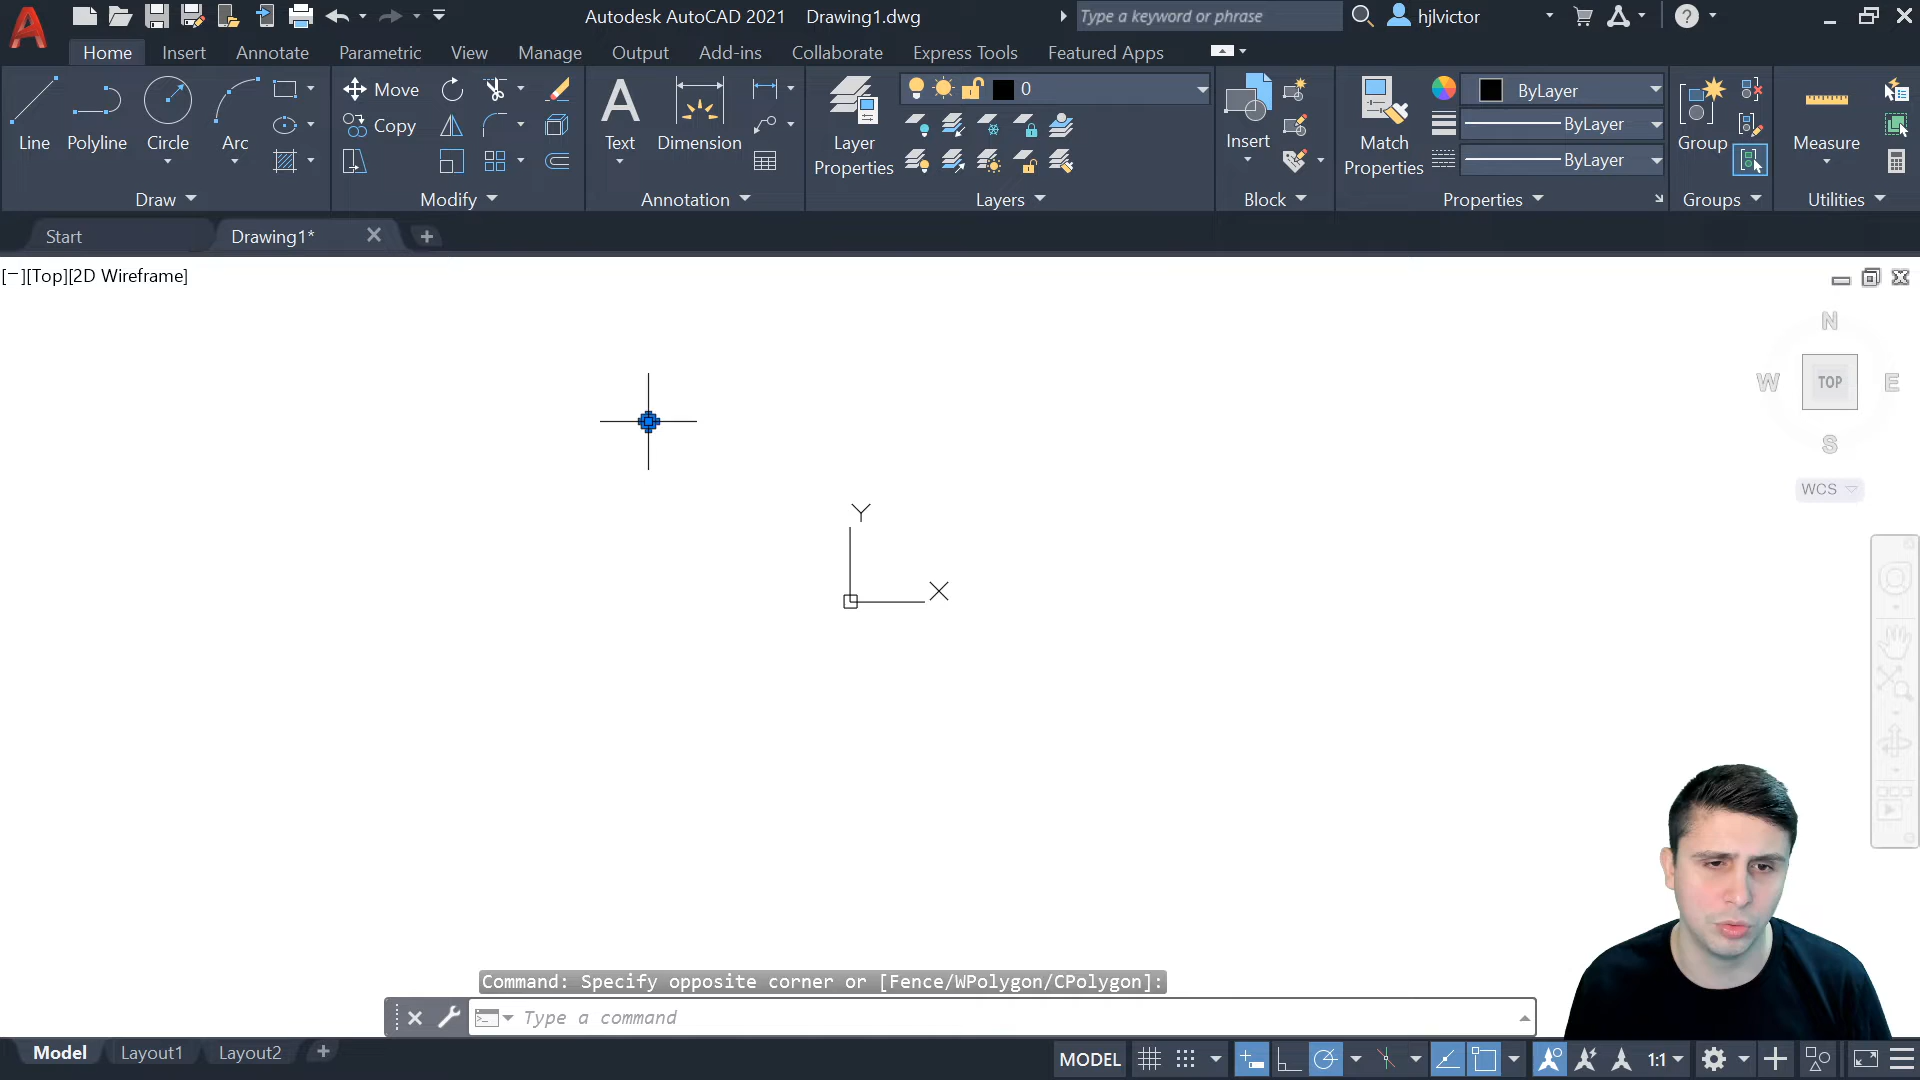 Autodesk AutoCAD 2021 Drawing1.dwg
Type a keyword or phrase
hjlvictor
Home Insert Annotate Parametric View Manage Output Add-ins Collaborate Express Tools Featured Apps
Line Polyline Circle Arc
Draw
Move
Copy
Modify
Text Dimension
Annotation
Layer
Properties
0
Layers
Insert
Block
Match
Properties
ByLayer
ByLayer
ByLayer
Properties
Group
Groups
Measure
Utilities
Start
Drawing1*
[−][Top][2D Wireframe]
N
W TOP E
S
WCS
Y
X
Command: Specify opposite corner or [Fence/WPolygon/CPolygon]:
Type a command
Model Layout1 Layout2
MODEL
1:1